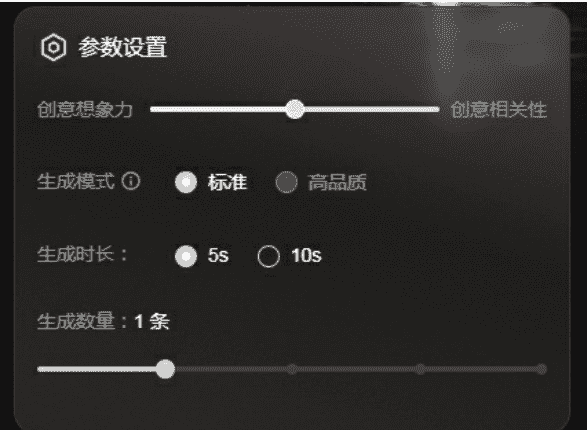 参数设置
创意想象力 创意相关性
生成模式 标准 高品质
生成时长： 5s 10s
生成数量：1 条